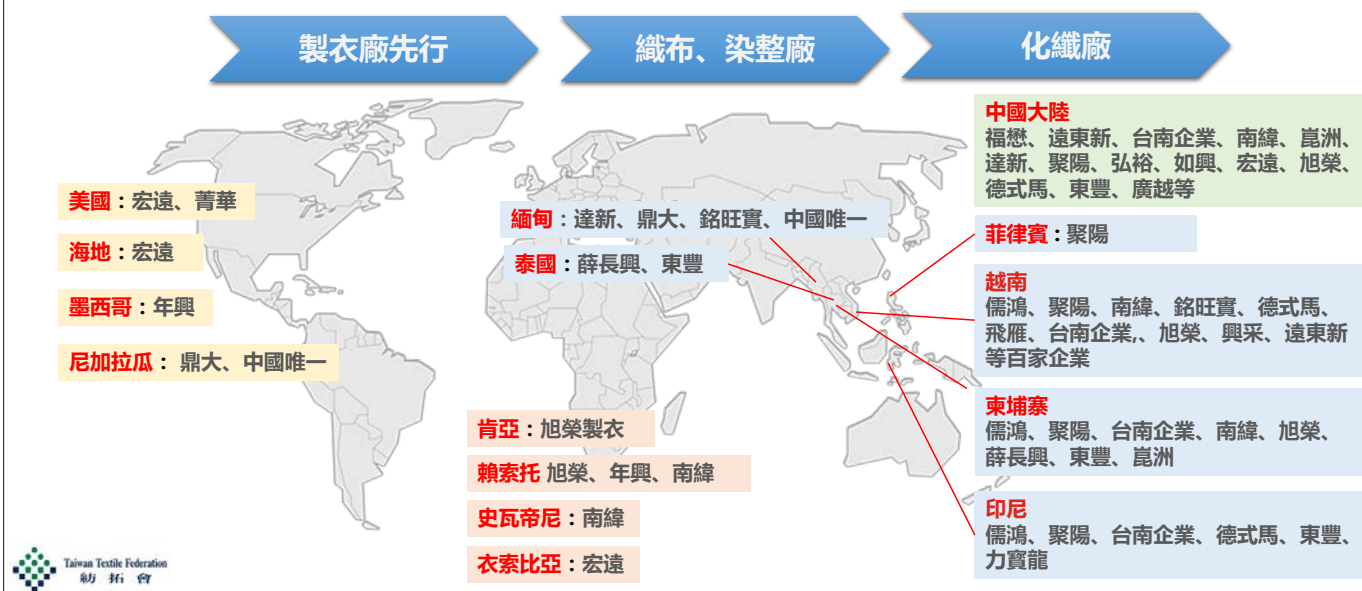 製衣廠先行
織布、染整廠
化纖廠
美國：宏遠、菁華
海地：宏遠
墨西哥：年興
尼加拉瓜： 鼎大、中國唯一
緬甸：達新、鼎大、銘旺實、中國唯一
泰國：薛長興、東豐
肯亞：旭榮製衣
賴索托 旭榮、年興、南緯
史瓦帝尼：南緯
衣索比亞：宏遠
中國大陸
福懋、遠東新、台南企業、南緯、崑洲、
達新、聚陽、弘裕、如興、宏遠、旭榮、
德式馬、東豐、廣越等
菲律賓：聚陽
越南
儒鴻、聚陽、南緯、銘旺實、德式馬、
飛雁、台南企業,、旭榮、興采、遠東新
等百家企業
柬埔寨
儒鴻、聚陽、台南企業、南緯、旭榮、
薛長興、東豐、崑洲
印尼
儒鴻、聚陽、台南企業、德式馬、東豐、
力寶龍
Taiwan Textile Federation
紡拓會